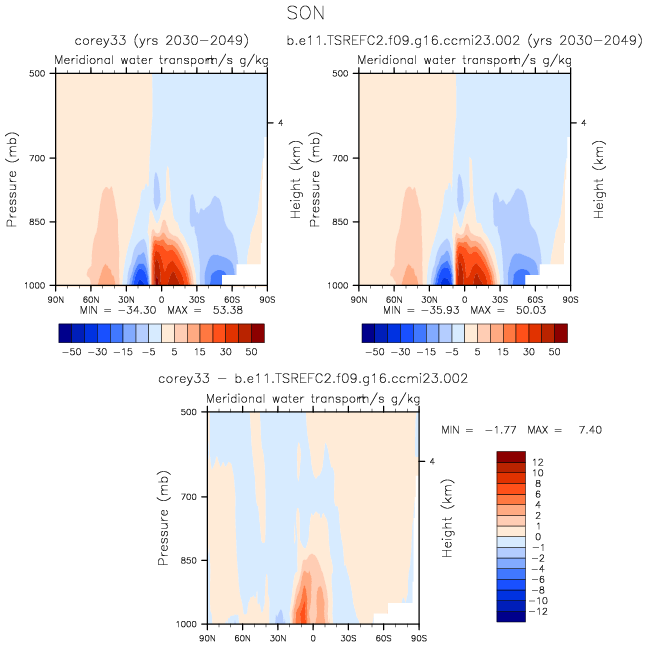 SON
corey33 (yrs 2030-2049)
b.e11.TSREFC2.f09.g16.ccmi23.002 (yrs 2030-2049)
Meridional water transport m/s g/kg
Meridional water transport m/s g/kg
500
700
850
1000
Pressure (mb)
4
Height (km)
90N 60N 30N 0 30S 60S 90S
MIN = -34.30 MAX = 53.38
-50 -30 -15 -5 5 15 30 50
500
700
850
1000
Pressure (mb)
4
Height (km)
90N 60N 30N 0 30S 60S 90S
MIN = -35.93 MAX = 50.03
-50 -30 -15 -5 5 15 30 50
corey33 - b.e11.TSREFC2.f09.g16.ccmi23.002
Meridional water transport m/s g/kg
500
700
850
1000
Pressure (mb)
4
Height (km)
90N 60N 30N 0 30S 60S 90S
MIN = -1.77 MAX = 7.40
12
10
8
6
4
2
1
0
-1
-2
-4
-6
-8
-10
-12